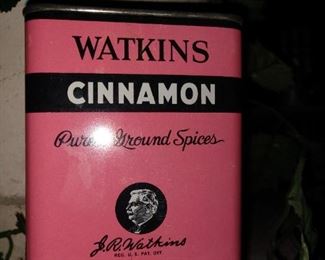 WATKINS
CINNAMON
Pure Ground Spices
J.R. Watkins
REG. U. S. PAT. OFF.